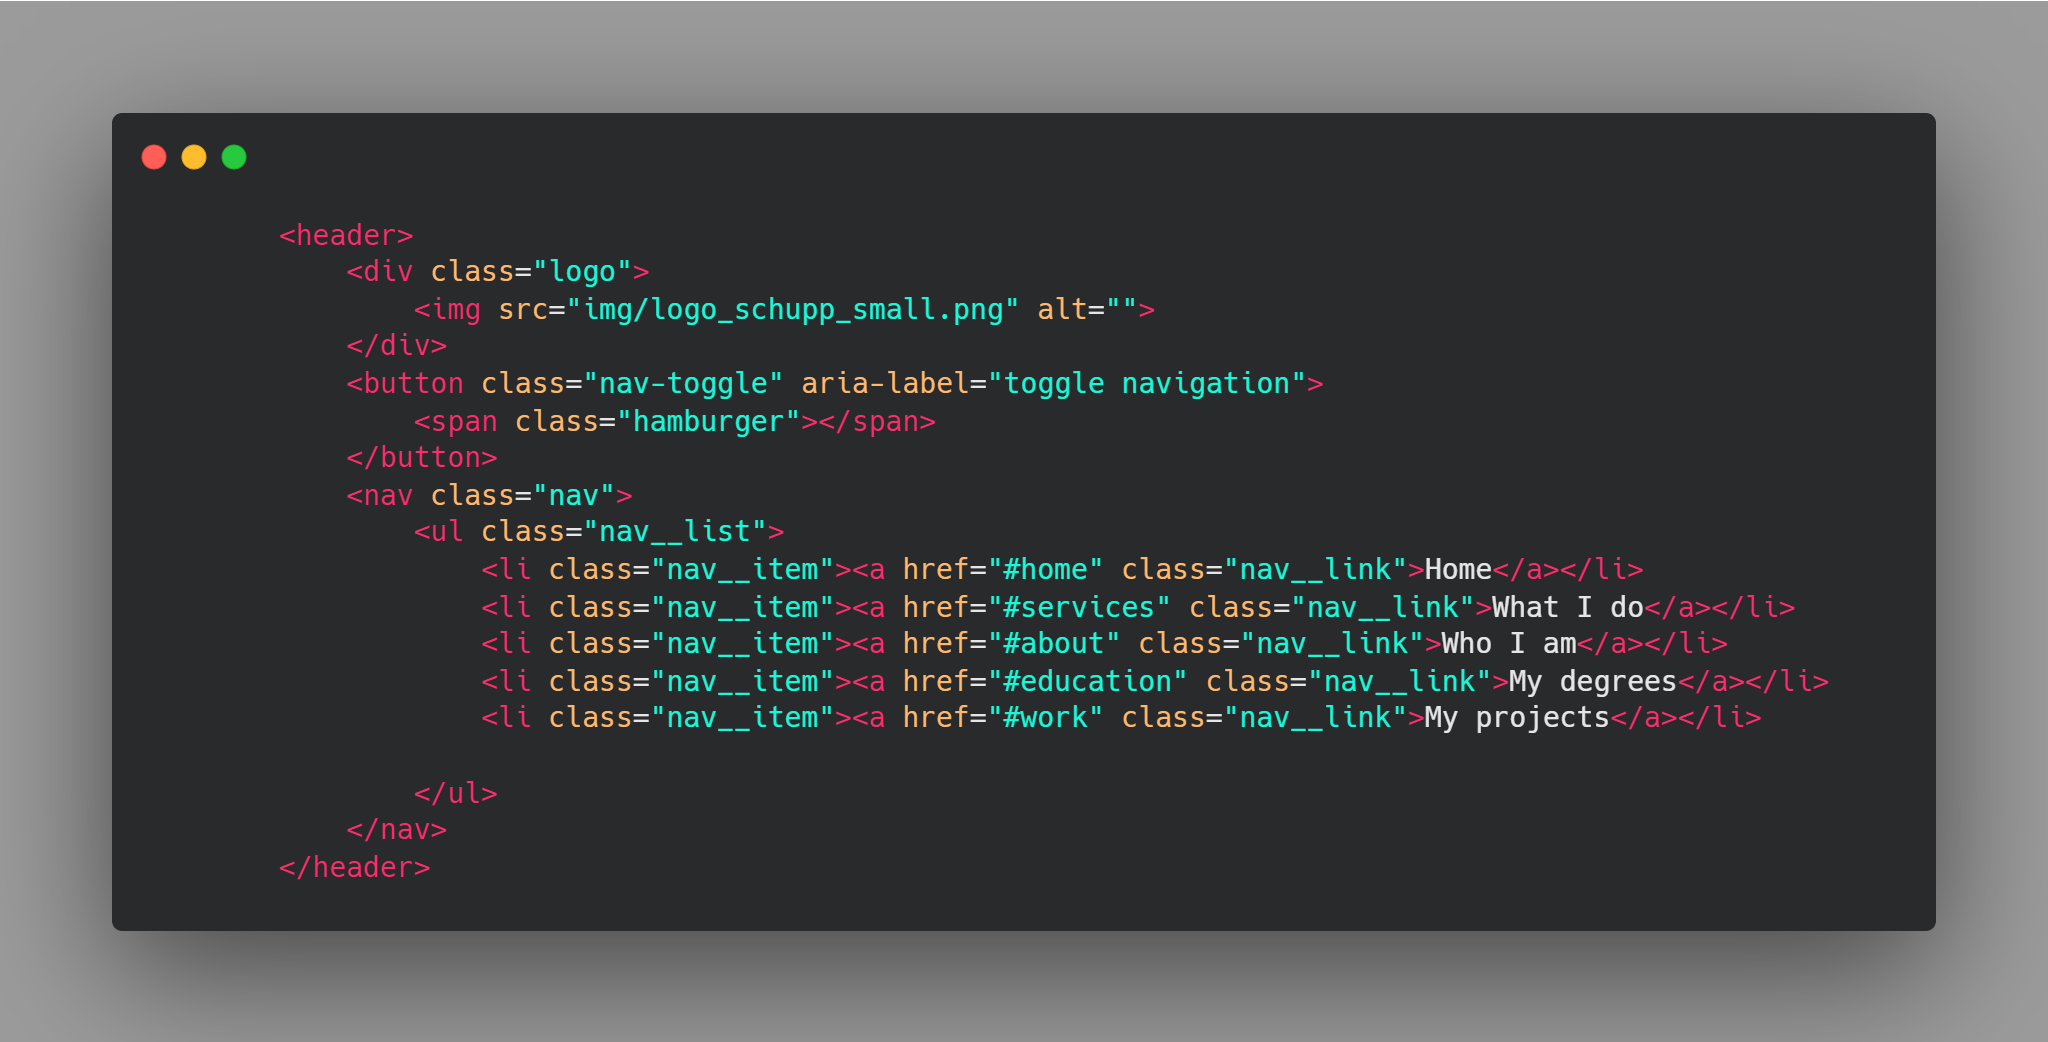 <header>
    <div class="logo">
        <img src="img/logo_schupp_small.png" alt="">
    </div>
    <button class="nav-toggle" aria-label="toggle navigation">
        <span class="hamburger"></span>
    </button>
    <nav class="nav">
        <ul class="nav__list">
            <li class="nav__item"><a href="#home" class="nav__link">Home</a></li>
            <li class="nav__item"><a href="#services" class="nav__link">What I do</a></li>
            <li class="nav__item"><a href="#about" class="nav__link">Who I am</a></li>
            <li class="nav__item"><a href="#education" class="nav__link">My degrees</a></li>
            <li class="nav__item"><a href="#work" class="nav__link">My projects</a></li>

        </ul>
    </nav>
</header>